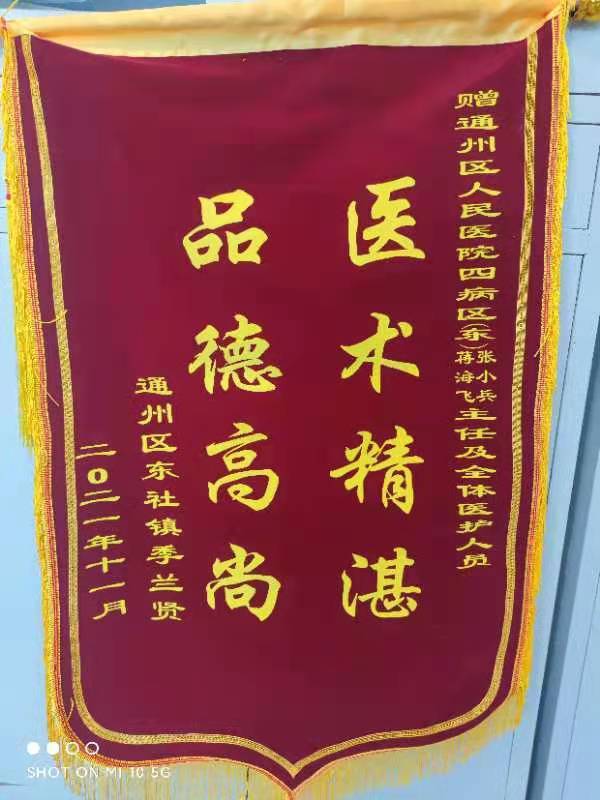 赠通州区人民医院四病区(东)张小兵蒋海飞主任及全体医护人员
医术精湛
品德高尚
通州区东社镇季兰贤
二0二一年十一月
SHOT ON MI 10 5G